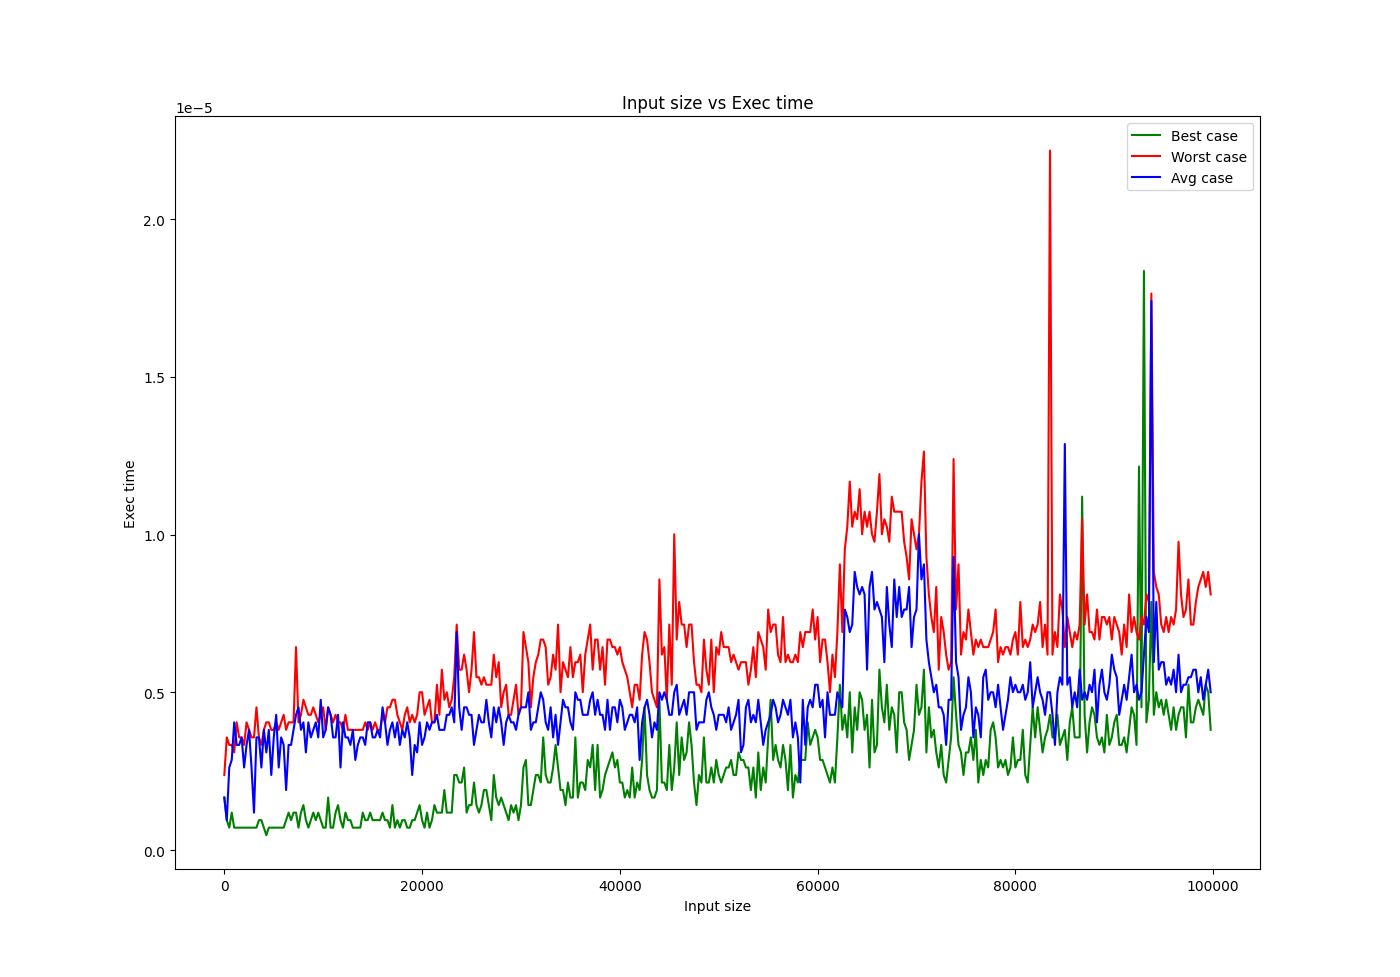 Input size vs Exec time
1e−5
Best case
Worst case
Avg case
2.0
1.5
1.0
0.5
0.0
Exec time
0
20000
40000
60000
80000
100000
Input size